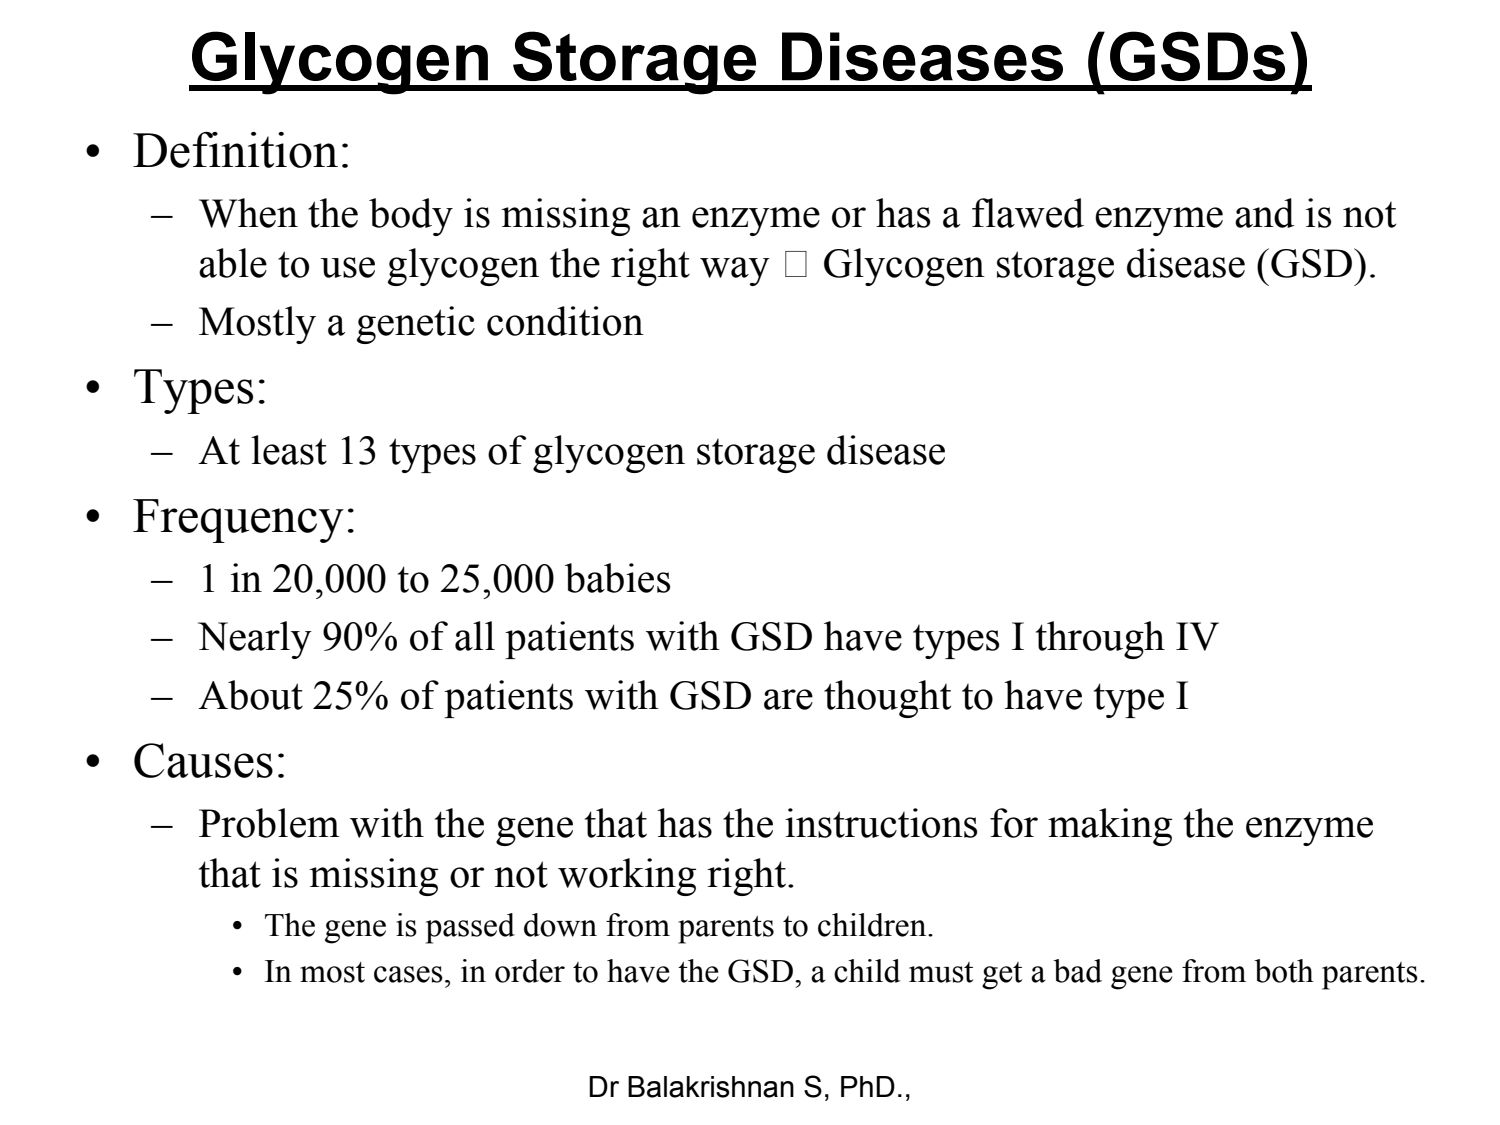 Glycogen Storage Diseases (GSDs)
• Definition:
– When the body is missing an enzyme or has a flawed enzyme and is not
able to use glycogen the right way □ Glycogen storage disease (GSD).
– Mostly a genetic condition
• Types:
– At least 13 types of glycogen storage disease
• Frequency:
– 1 in 20,000 to 25,000 babies
– Nearly 90% of all patients with GSD have types I through IV
– About 25% of patients with GSD are thought to have type I
• Causes:
– Problem with the gene that has the instructions for making the enzyme
that is missing or not working right.
• The gene is passed down from parents to children.
• In most cases, in order to have the GSD, a child must get a bad gene from both parents.
Dr Balakrishnan S, PhD.,